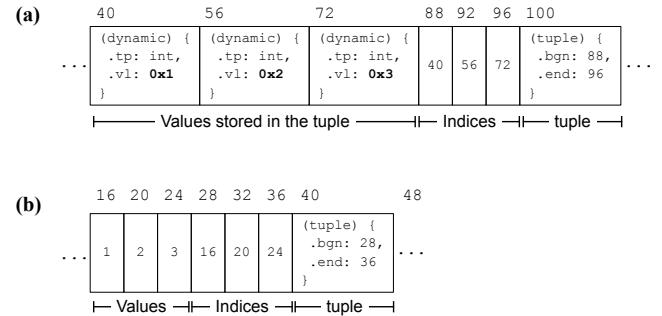 (a)
40 56 72 88 92 96 100
(dynamic) { (dynamic) { (dynamic) { (tuple) {
.tp: int, .tp: int, .tp: int, .bgn: 88,
... .vl: 0x1 .vl: 0x2 .vl: 0x3 40 56 72 .end: 96 ...
} } } }
Values stored in the tuple Indices tuple
(b)
16 20 24 28 32 36 40 48
(tuple) {
.bgn: 28,
... 1 2 3 16 20 24 .end: 36 ...
}
Values Indices tuple